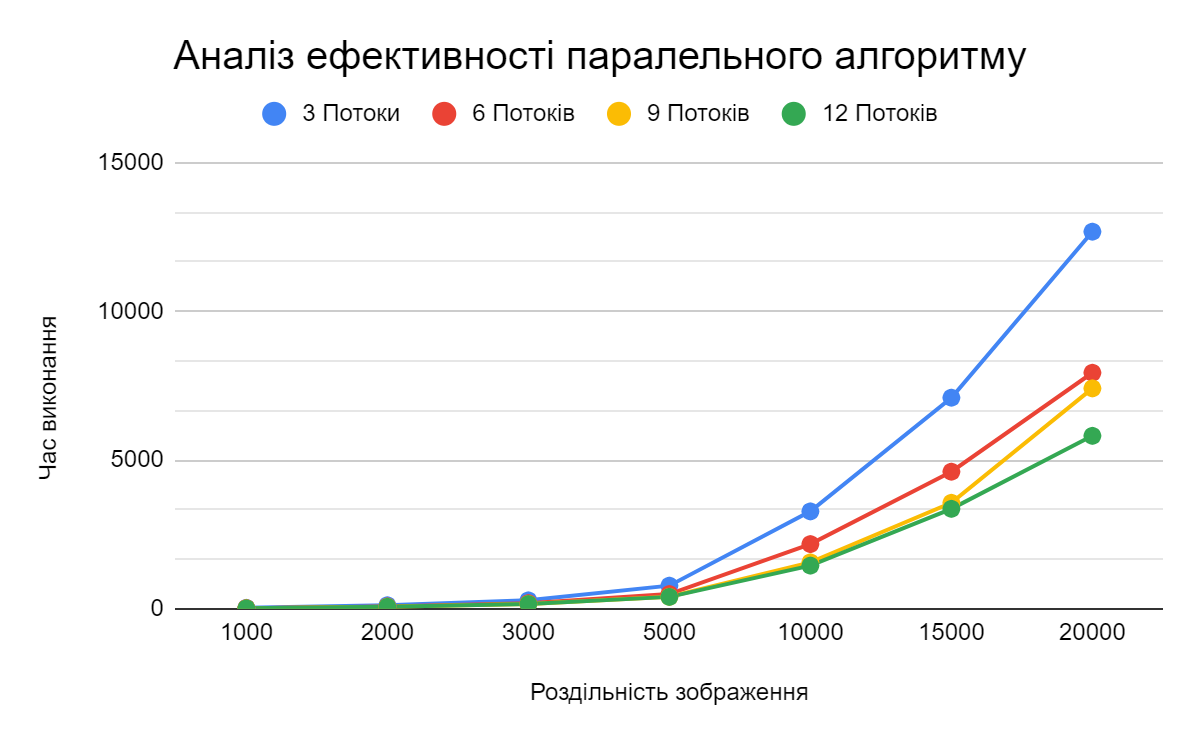 Аналіз ефективності паралельного алгоритму
3 Потоки 6 Потоків 9 Потоків 12 Потоків
15000
10000
5000
0
Час виконання
1000 2000 3000 5000 10000 15000 20000
Роздільність зображення